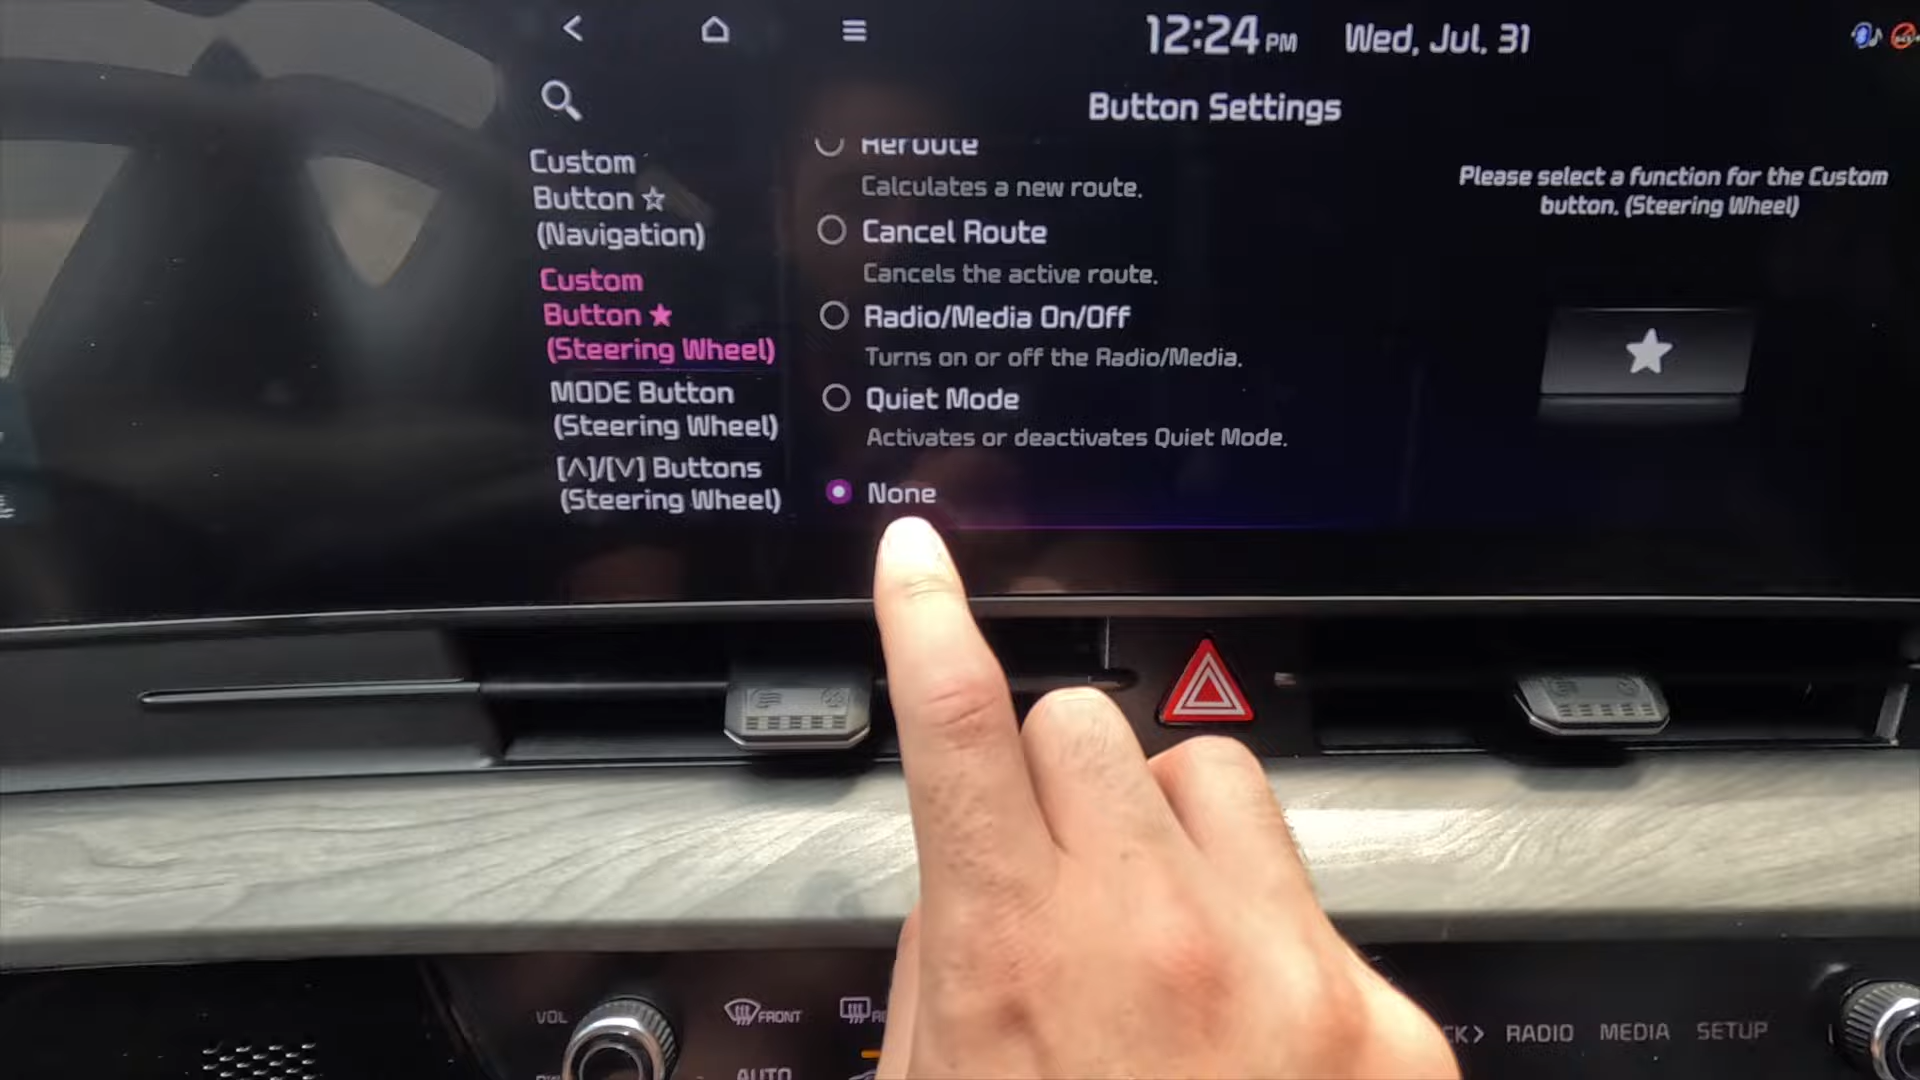 12:24 PM Wed, Jul. 31
Button Settings
Custom
Button ☆
(Navigation)
Custom
Button ★
(Steering Wheel)
MODE Button
(Steering Wheel)
[∧]/[∨] Buttons
(Steering Wheel)
Reroute
Calculates a new route.
Cancel Route
Cancels the active route.
Radio/Media On/Off
Turns on or off the Radio/Media.
Quiet Mode
Activates or deactivates Quiet Mode.
None
Please select a function for the Custom
button. (Steering Wheel)
VOL
FRONT
AUTO
RADIO MEDIA SETUP